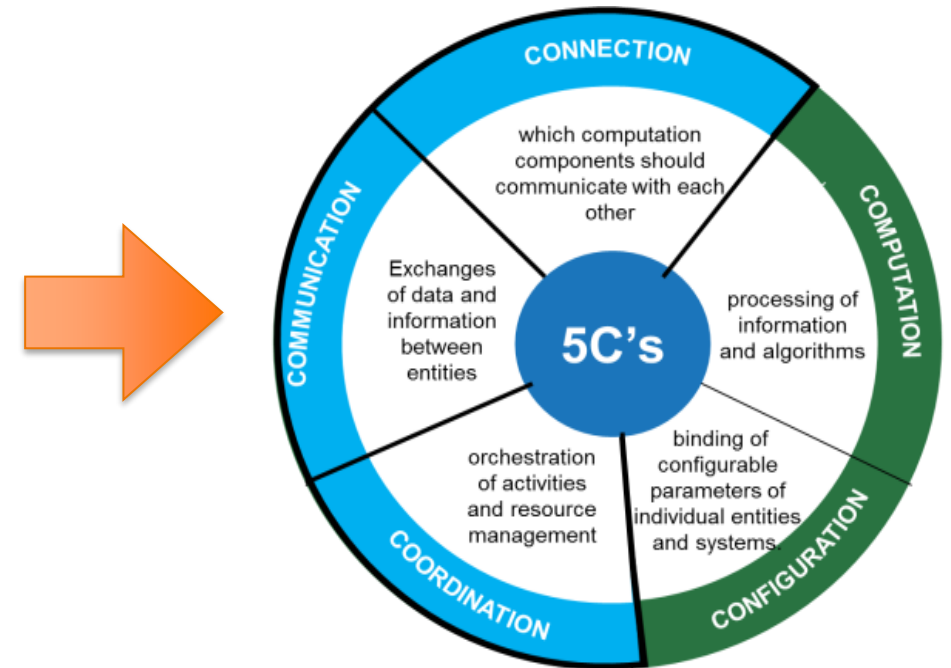 CONNECTION
which computation
components should
communicate with each
other
COMMUNICATION
Exchanges
of data and
information
between
entities
5C's
processing of
information
and algorithms
COMPUTATION
orchestration
of activities
and resource
management
COORDINATION
binding of
configurable
parameters of
individual entities
and systems.
CONFIGURATION